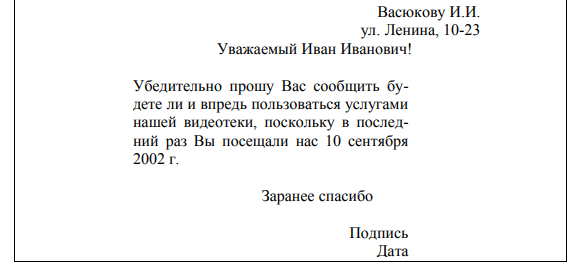 Васюкову И.И.
ул. Ленина, 10-23
Уважаемый Иван Иванович!
Убедительно прошу Вас сообщить бу-
дете ли и впредь пользоваться услугами
нашей видеотеки, поскольку в послед-
ний раз Вы посещали нас 10 сентября
2002 г.
Заранее спасибо
Подпись
Дата